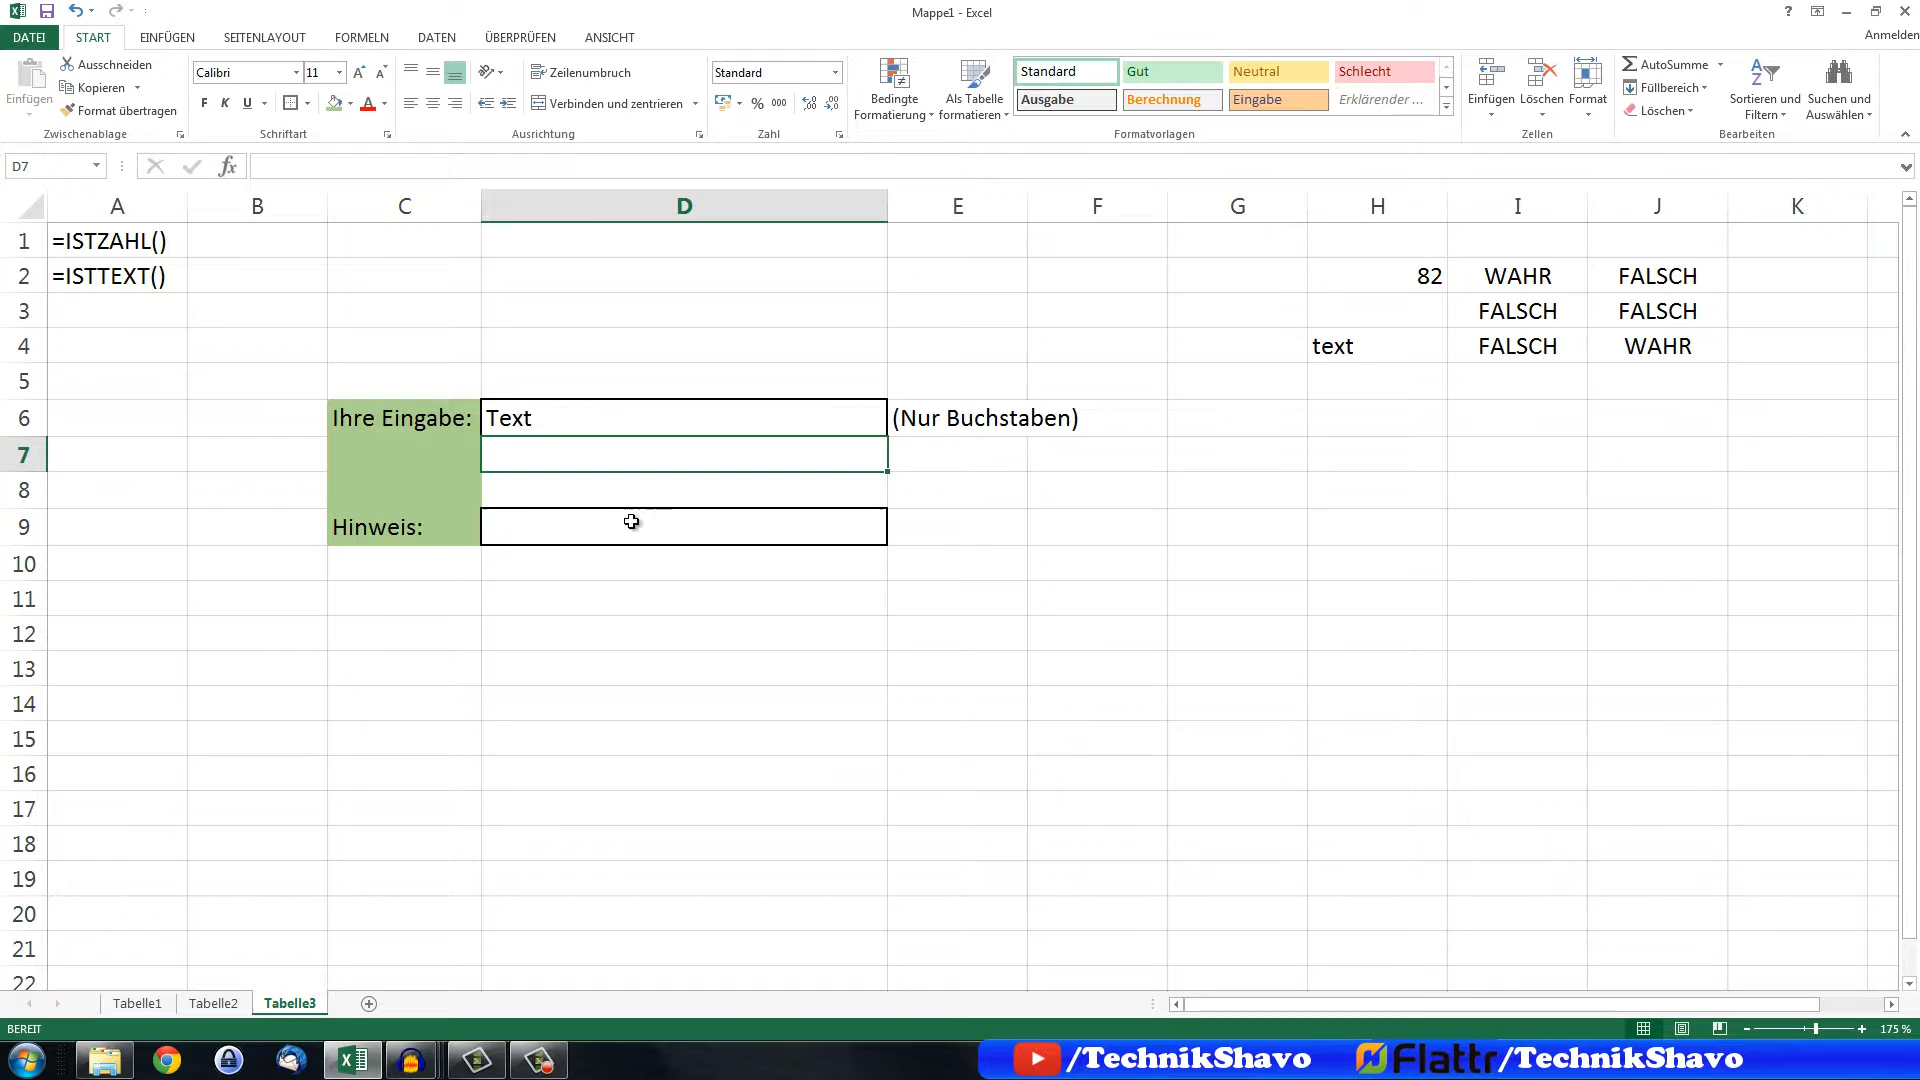 Mappe1 - Excel
Anmelden
DATEI START EINFÜGEN SEITENLAYOUT FORMELN DATEN ÜBERPRÜFEN ANSICHT
Einfügen
Ausschneiden
Kopieren
Format übertragen
Zwischenablage
Calibri 11
F K U
Schriftart
Zeilenumbruch
Verbinden und zentrieren
Ausrichtung
Standard
% 000
Zahl
Bedingte Formatierung
Als Tabelle formatieren
Standard Gut Neutral Schlecht
Ausgabe Berechnung Eingabe Erklärender ...
Formatvorlagen
Einfügen Löschen Format
Zellen
AutoSumme
Füllbereich
Löschen
Sortieren und Filtern
Suchen und Auswählen
Bearbeiten
D7 fx
A B C D E F G H I J K
1 =ISTZAHL()
2 =ISTTEXT() 82 WAHR FALSCH
3 FALSCH FALSCH
4 text FALSCH WAHR
5
6 Ihre Eingabe: Text (Nur Buchstaben)
7
8
9 Hinweis:
10
11
12
13
14
15
16
17
18
19
20
21
22
Tabelle1 Tabelle2 Tabelle3
BEREIT 175 %
/TechnikShavo Flattr/TechnikShavo